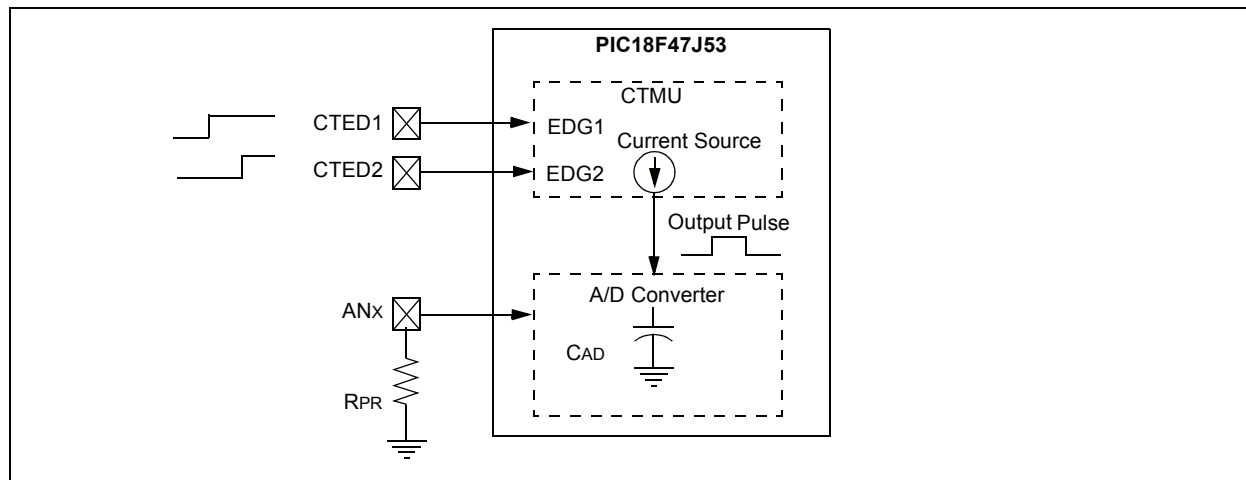 PIC18F47J53
CTMU
CTED1
EDG1
Current Source
CTED2
EDG2
Output Pulse
A/D Converter
ANX
CAD
RPR